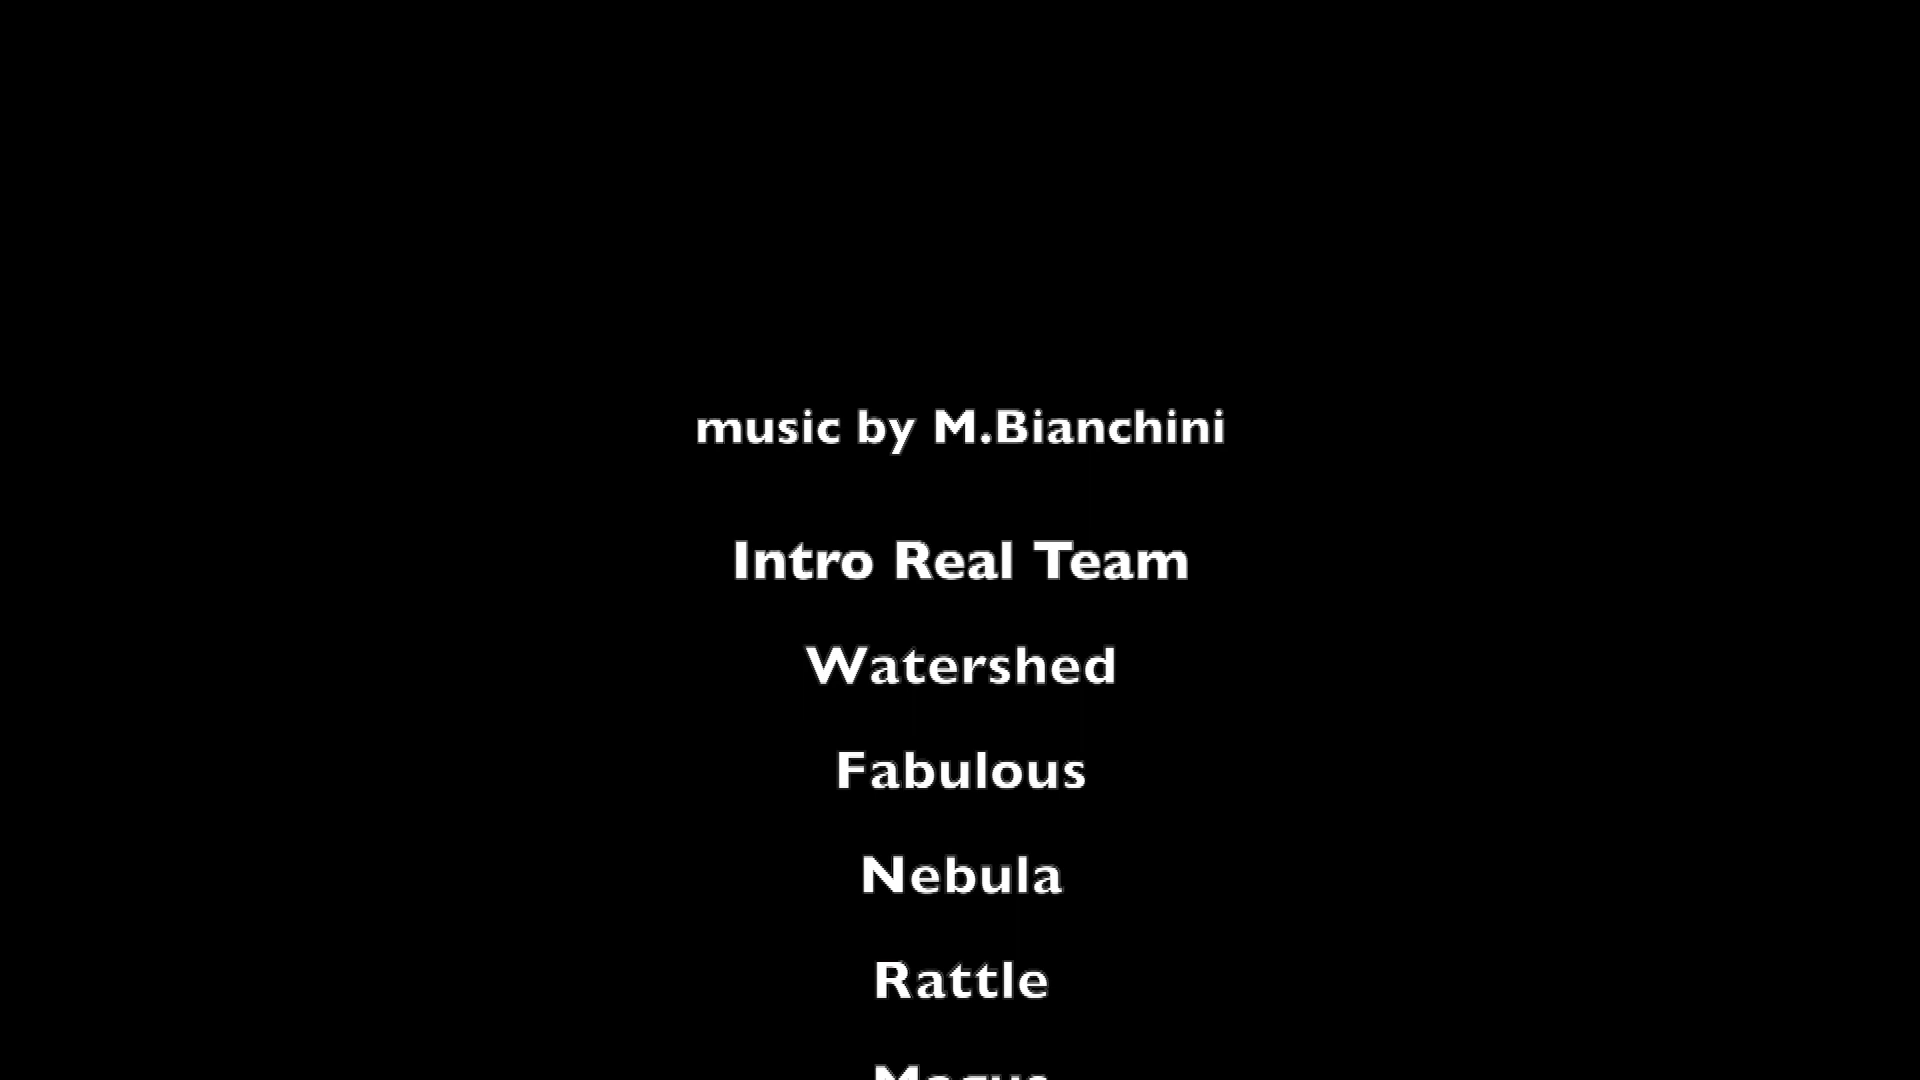 music by M.Bianchini
Intro Real Team
Watershed
Fabulous
Nebula
Rattle